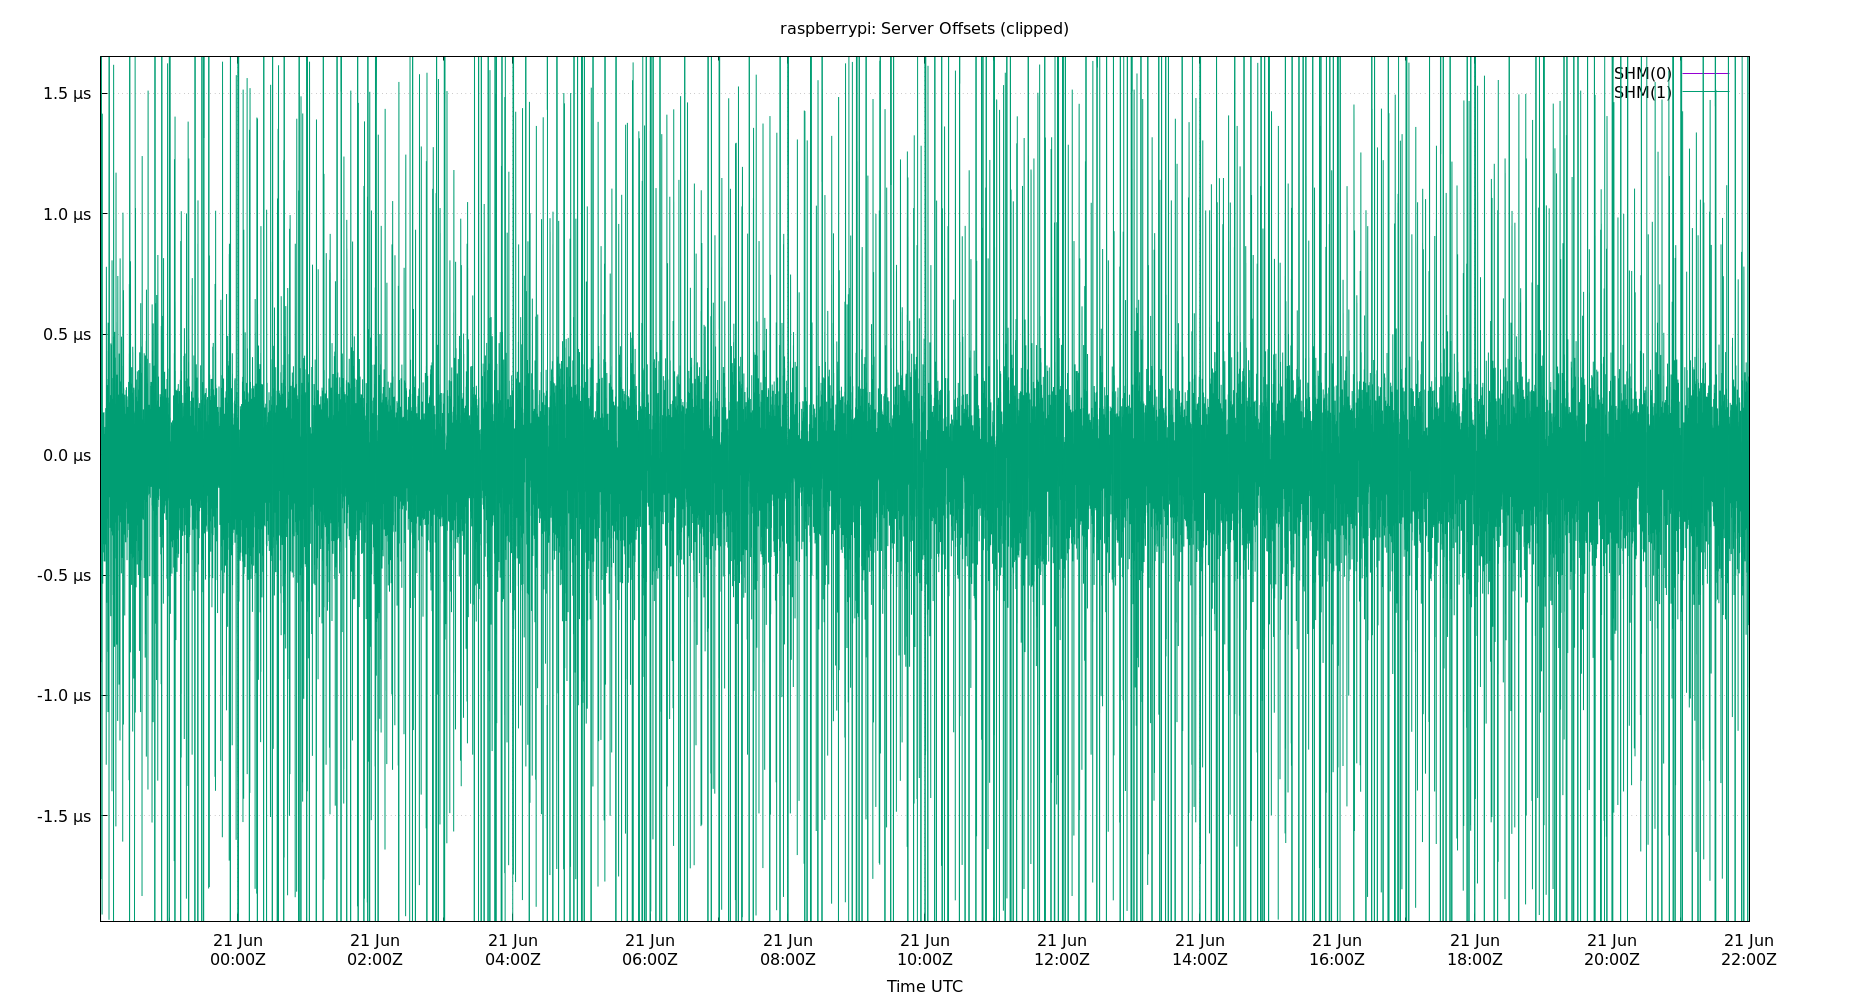 raspberrypi: Server Offsets (clipped)
SHM(0)
SHM(1)
1.5 µs
1.0 µs
0.5 µs
0.0 µs
-0.5 µs
-1.0 µs
-1.5 µs
21 Jun 21 Jun 21 Jun 21 Jun 21 Jun 21 Jun 21 Jun 21 Jun 21 Jun 21 Jun 21 Jun 21 Jun
00:00Z 02:00Z 04:00Z 06:00Z 08:00Z 10:00Z 12:00Z 14:00Z 16:00Z 18:00Z 20:00Z 22:00Z
Time UTC